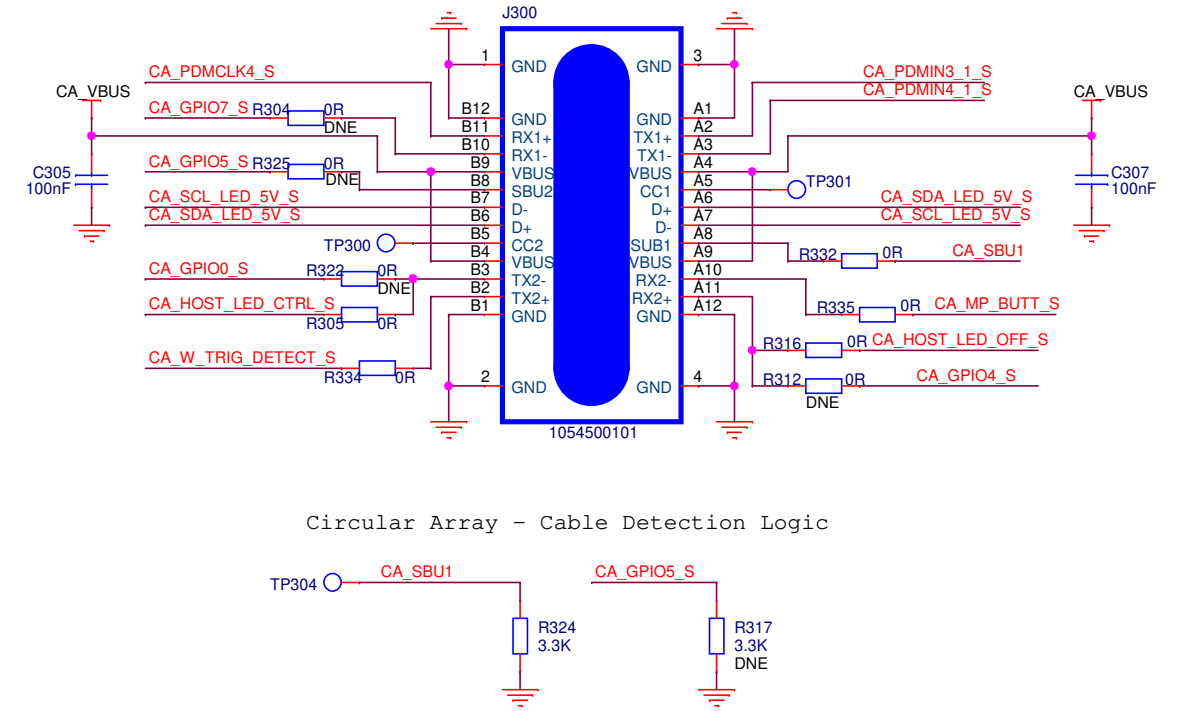 J300
1 GND
GND 3
CA_PDMCLK4_S
CA_PDMIN3_1_S
CA_PDMIN4_1_S
CA_VBUS
CA_VBUS
CA_GPIO7_S R304 0R
DNE
B12 GND
GND A1
B11 RX1+
TX1+ A2
B10 RX1-
TX1- A3
B9 VBUS
VBUS A4
CA_GPIO5_S R325 0R
DNE
B8 SBU2
CC1 A5 TP301
C305
100nF
C307
100nF
CA_SCL_LED_5V_S B7 D-
D+ A6 CA_SDA_LED_5V_S
CA_SDA_LED_5V_S B6 D+
D- A7 CA_SCL_LED_5V_S
TP300 B5 CC2
SUB1 A8 R332 0R CA_SBU1
B4 VBUS
VBUS A9
CA_GPIO0_S R322 0R
DNE
B3 TX2-
RX2- A10
B2 TX2+
RX2+ A11
CA_HOST_LED_CTRL_S R305 0R
B1 GND
GND A12
R335 0R CA_MP_BUTT_S
R316 0R CA_HOST_LED_OFF_S
CA_W_TRIG_DETECT_S R334 0R
2 GND
GND 4
R312 0R CA_GPIO4_S
DNE
1054500101
Circular Array - Cable Detection Logic
TP304 CA_SBU1
CA_GPIO5_S
R324
3.3K
R317
3.3K
DNE